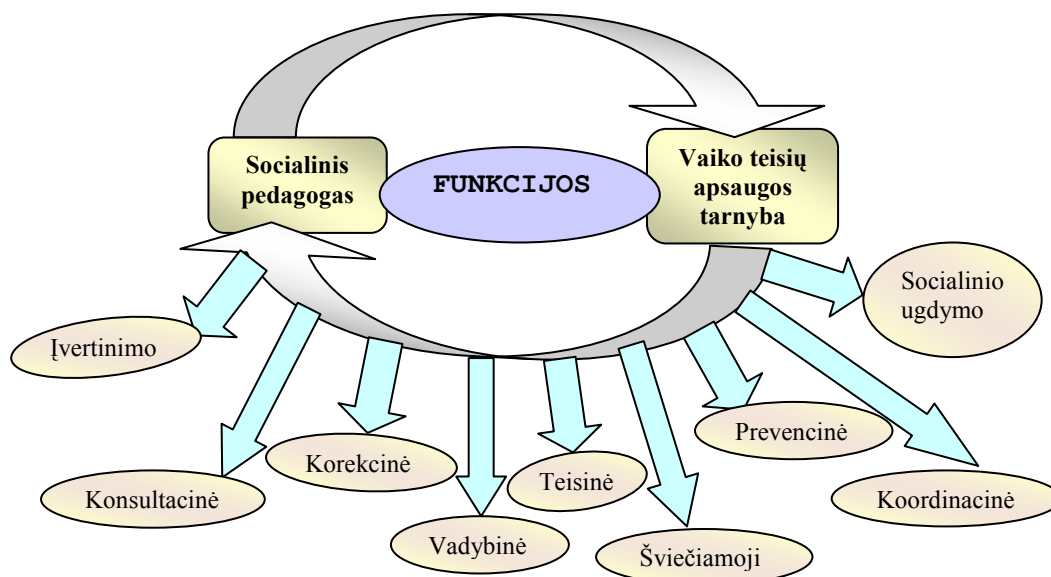 Socialinis
pedagogas
FUNKCIJOS
Vaiko teisių
apsaugos
tarnyba
Socialinio
ugdymo
Įvertinimo
Prevencinė
Korekcinė
Teisinė
Konsultacinė
Koordinacinė
Vadybinė
Šviečiamoji